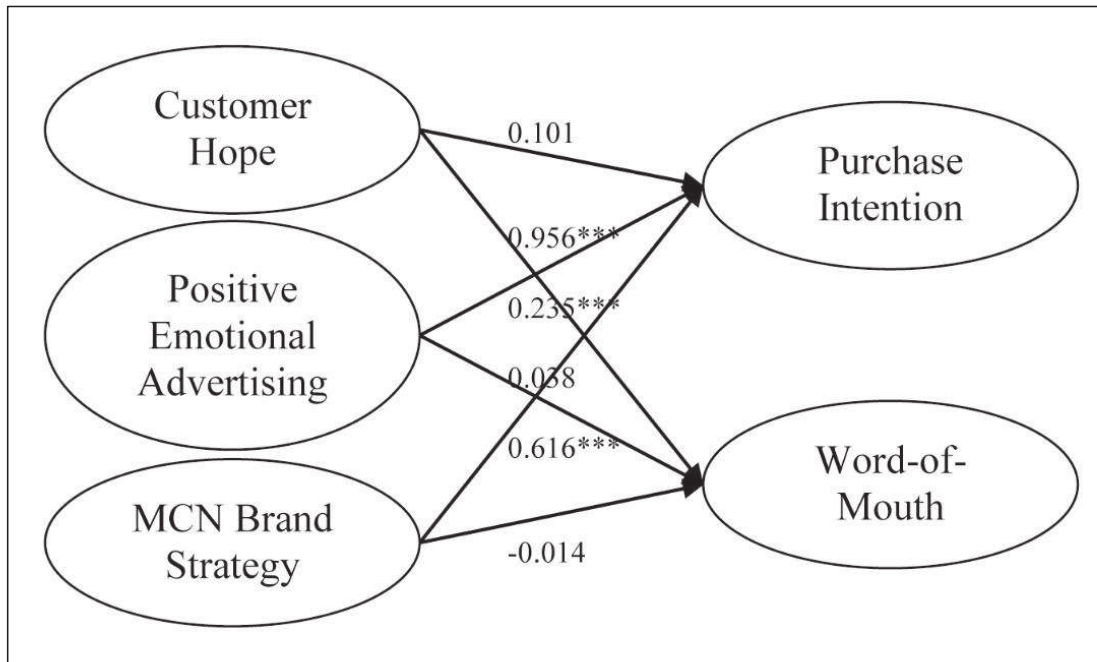 Customer
Hope
Positive
Emotional
Advertising
MCN Brand
Strategy
0.101
0.956***
0.235***
0.038
0.616***
-0.014
Purchase
Intention
Word-of-
Mouth